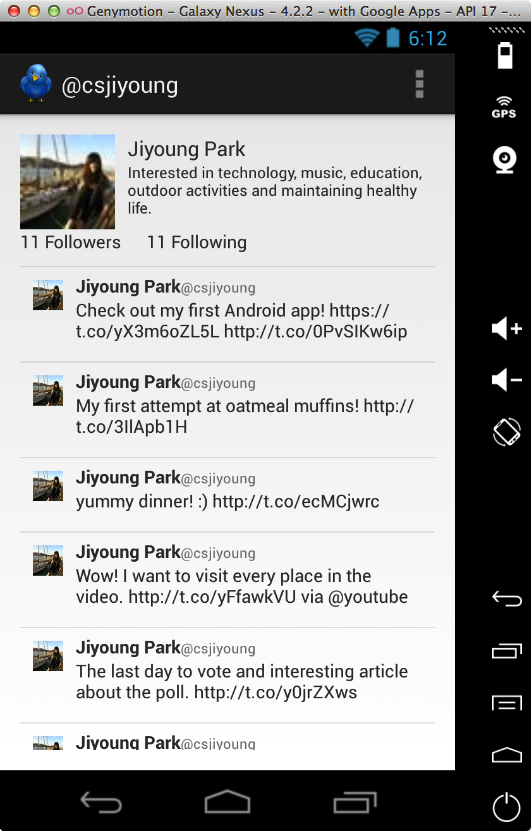 Genymotion - Galaxy Nexus - 4.2.2 - with Google Apps - API 17 -...
6:12
GPS
@csjiyoung
Jiyoung Park
Interested in technology, music, education,
outdoor activities and maintaining healthy
life.
11 Followers 11 Following
Jiyoung Park@csjiyoung
Check out my first Android app! https://
t.co/yX3m6oZL5L http://t.co/0PvSIKw6ip
Jiyoung Park@csjiyoung
My first attempt at oatmeal muffins! http://
t.co/3IlApb1H
Jiyoung Park@csjiyoung
yummy dinner! :) http://t.co/ecMCjwrc
Jiyoung Park@csjiyoung
Wow! I want to visit every place in the
video. http://t.co/yFfawkVU via @youtube
Jiyoung Park@csjiyoung
The last day to vote and interesting article
about the poll. http://t.co/y0jrZXws
Jiyoung Park@csjiyoung